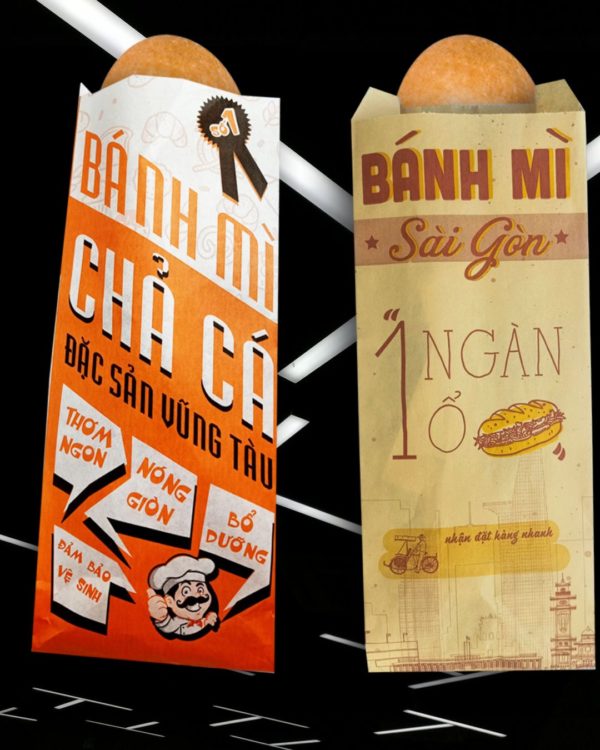 SỐ 1
BÁNH MÌ
CHẢ CÁ
ĐẶC SẢN VŨNG TÀU
THƠM
NGON
NÓNG
GIÒN
BỔ
DƯỠNG
ĐẢM BẢO
VỆ SINH
BÁNH MÌ
Sài Gòn
"1 NGÀN
Ổ
nhận đặt hàng nhanh